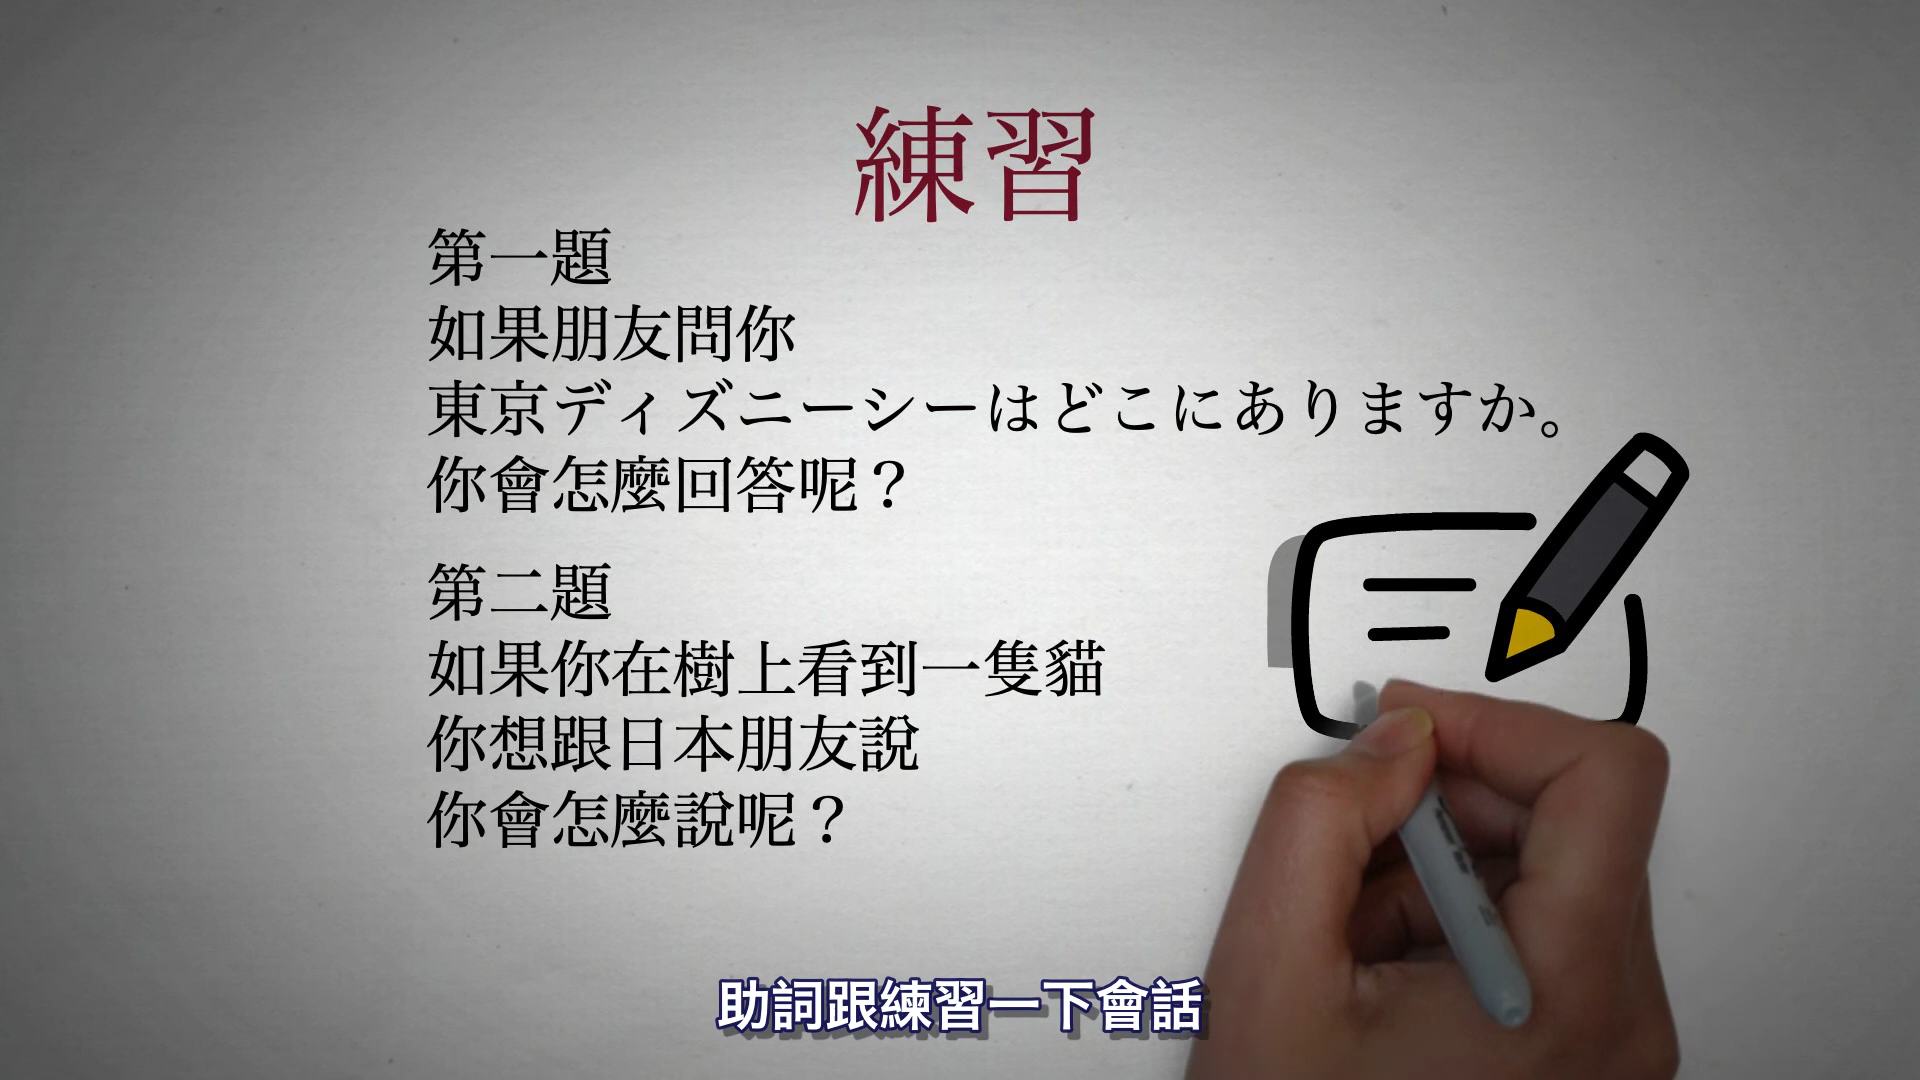 練習
第一題
如果朋友問你
東京ディズニーシーはどこにありますか。
你會怎麼回答呢？
第二題
如果你在樹上看到一隻貓
你想跟日本朋友說
你會怎麼說呢？
助詞跟練習一下會話